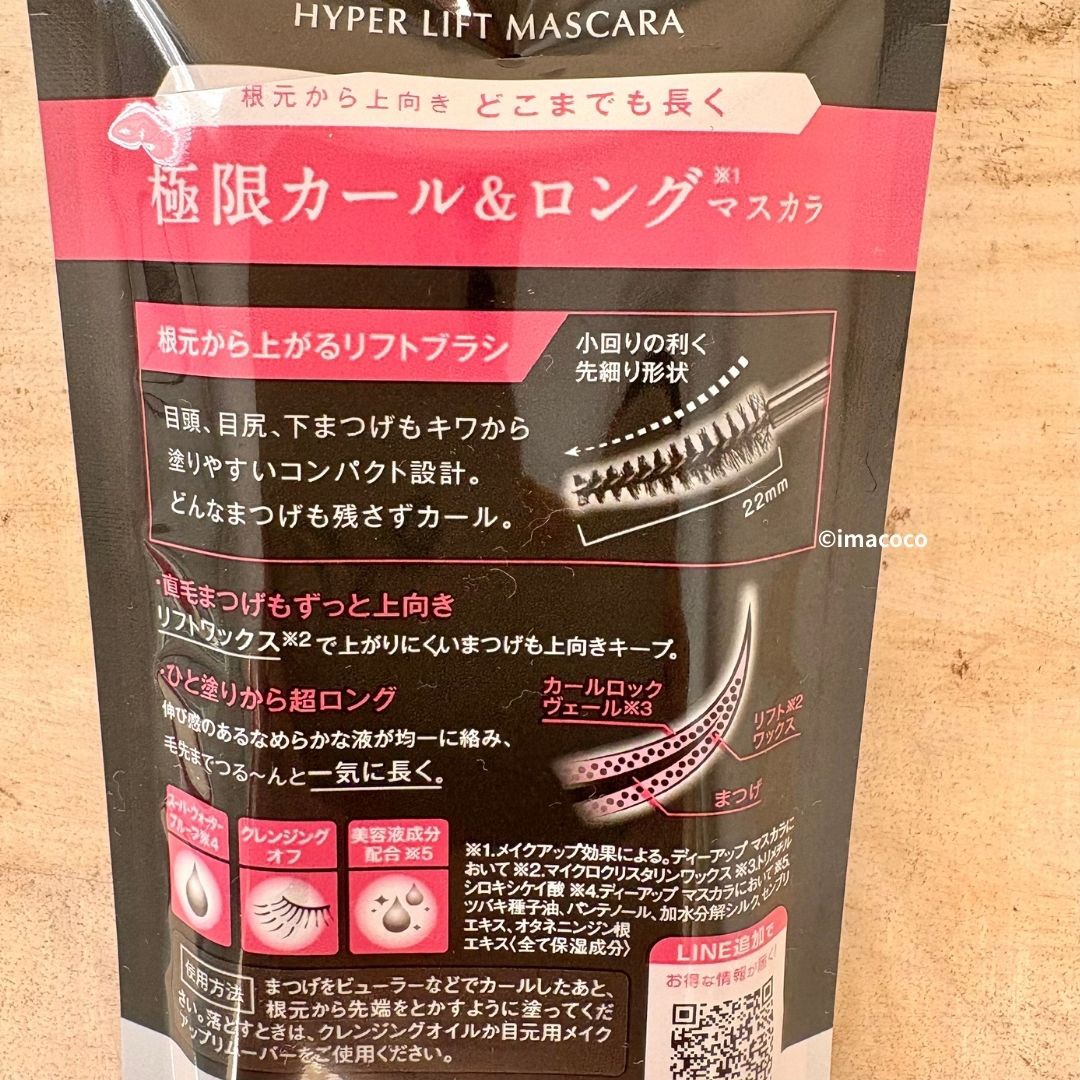 HYPER LIFT MASCARA
根元から上向き どこまでも長く
極限カール&ロング※1マスカラ
根元から上がるリフトブラシ
小回りの利く
先細り形状
目頭、目尻、下まつげもキワから
塗りやすいコンパクト設計。
どんなまつげも残さずカール。
22mm
©imacoco
・直毛まつげもずっと上向き
リフトワックス※2で上がりにくいまつげも上向きキープ。
・ひと塗りから超ロング
伸び感のあるなめらかな液が均一に絡み、
毛先までつる〜んと一気に長く。
カールロック
ヴェール※3
リフト※2
ワックス
まつげ
スーパーウォーター
プルーフ※4
クレンジング
オフ
美容液成分
配合※5
※1.メイクアップ効果による。ディーアップ マスカラに
おいて ※2.マイクロクリスタリンワックス ※3.トリメチル
シロキシケイ酸 ※4.ディーアップ マスカラにおいて ※5.
ツバキ種子油、パンテノール、加水分解シルク、センブリ
エキス、オタネニンジン根
エキス〈全て保湿成分〉
LINE追加で
お得な情報が届く!
使用方法
まつげをビューラーなどでカールしたあと、
根元から先端をとかすように塗ってくだ
さい。落とすときは、クレンジングオイルか目元用メイク
アップリムーバーをご使用ください。